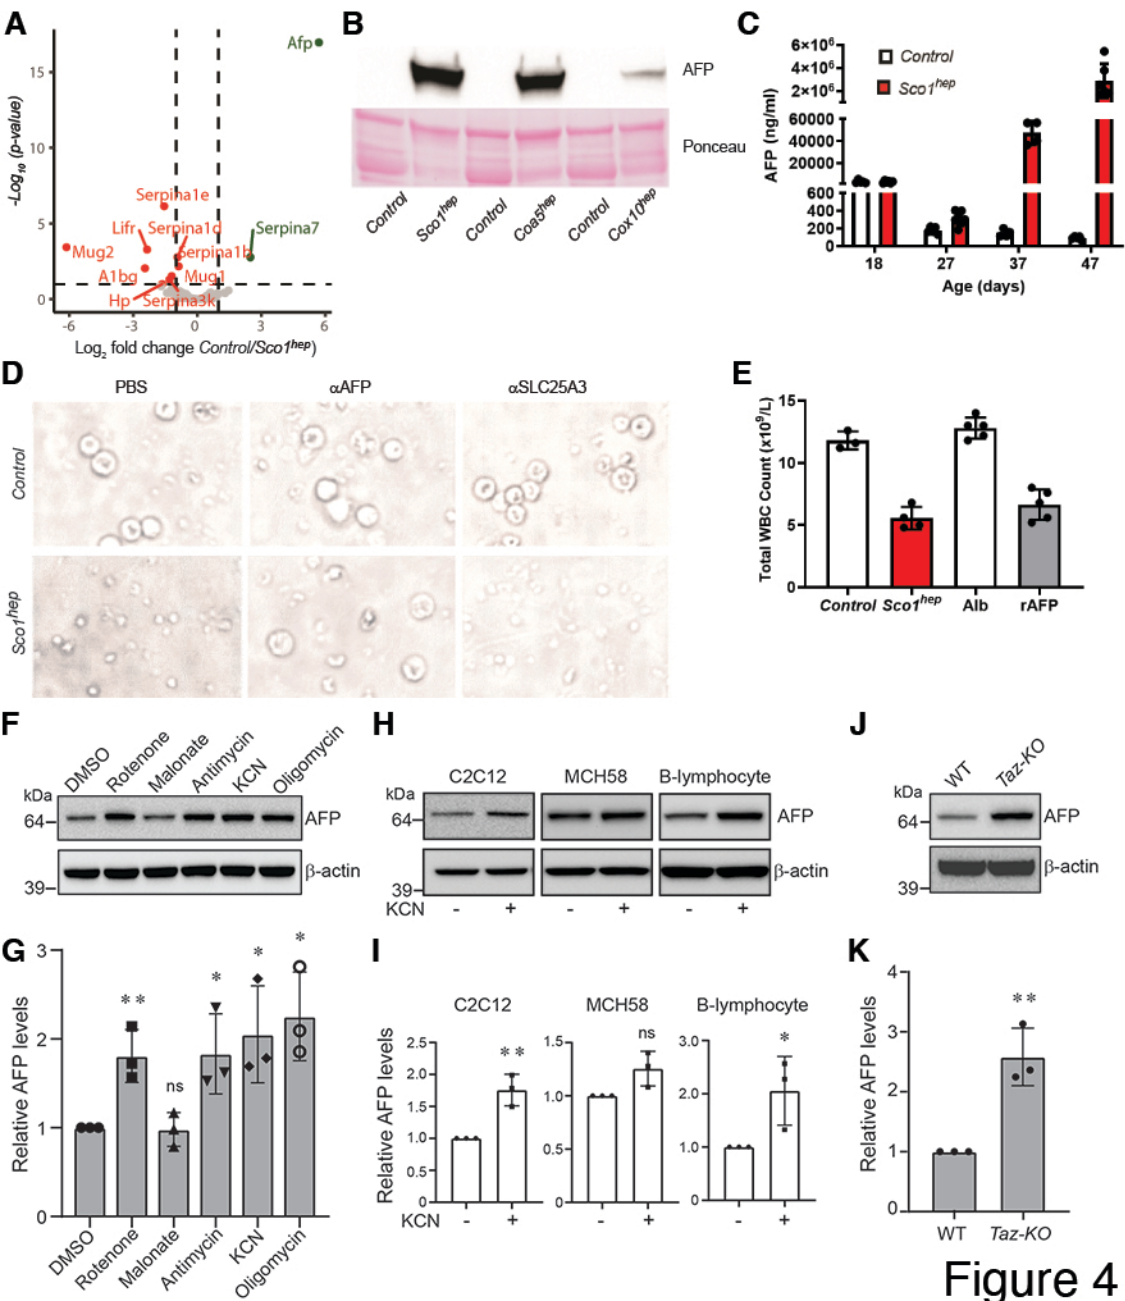 A
-Log10 (p-value)
15
10
5
0
Afp
Serpina1e
Lifr
Serpina1d
Serpina7
Mug2
Serpina1b
A1bg
Mug1
Hp
Serpina3k
-6
-3
0
3
6
Log2 fold change Control/Sco1hep)
B
AFP
Ponceau
Control
Sco1hep
Control
Coa5hep
Control
Cox10hep
C
AFP (ng/ml)
6×10⁶
4×10⁶
2×10⁶
60000
40000
20000
600
400
200
0
Control
Sco1hep
18
27
37
47
Age (days)
D
PBS
αAFP
αSLC25A3
Control
Sco1hep
E
Total WBC Count (x10⁹/L)
15
10
5
0
Control
Sco1hep
Alb
rAFP
F
DMSO
Rotenone
Malonate
Antimycin
KCN
Oligomycin
kDa
64
AFP
39
β-actin
H
C2C12
MCH58
B-lymphocyte
kDa
64
AFP
39
β-actin
KCN - + - + - +
J
WT
Taz-KO
kDa
64
AFP
39
β-actin
G
Relative AFP levels
3
2
1
0
**
ns
*
*
*
DMSO
Rotenone
Malonate
Antimycin
KCN
Oligomycin
I
Relative AFP levels
C2C12
2.5
2.0
1.5
1.0
0.5
0
**
MCH58
1.5
1.0
0.5
0
ns
B-lymphocyte
3.0
2.0
1.0
0
*
KCN - + - + - +
K
Relative AFP levels
4
3
2
1
0
**
WT
Taz-KO
Figure 4